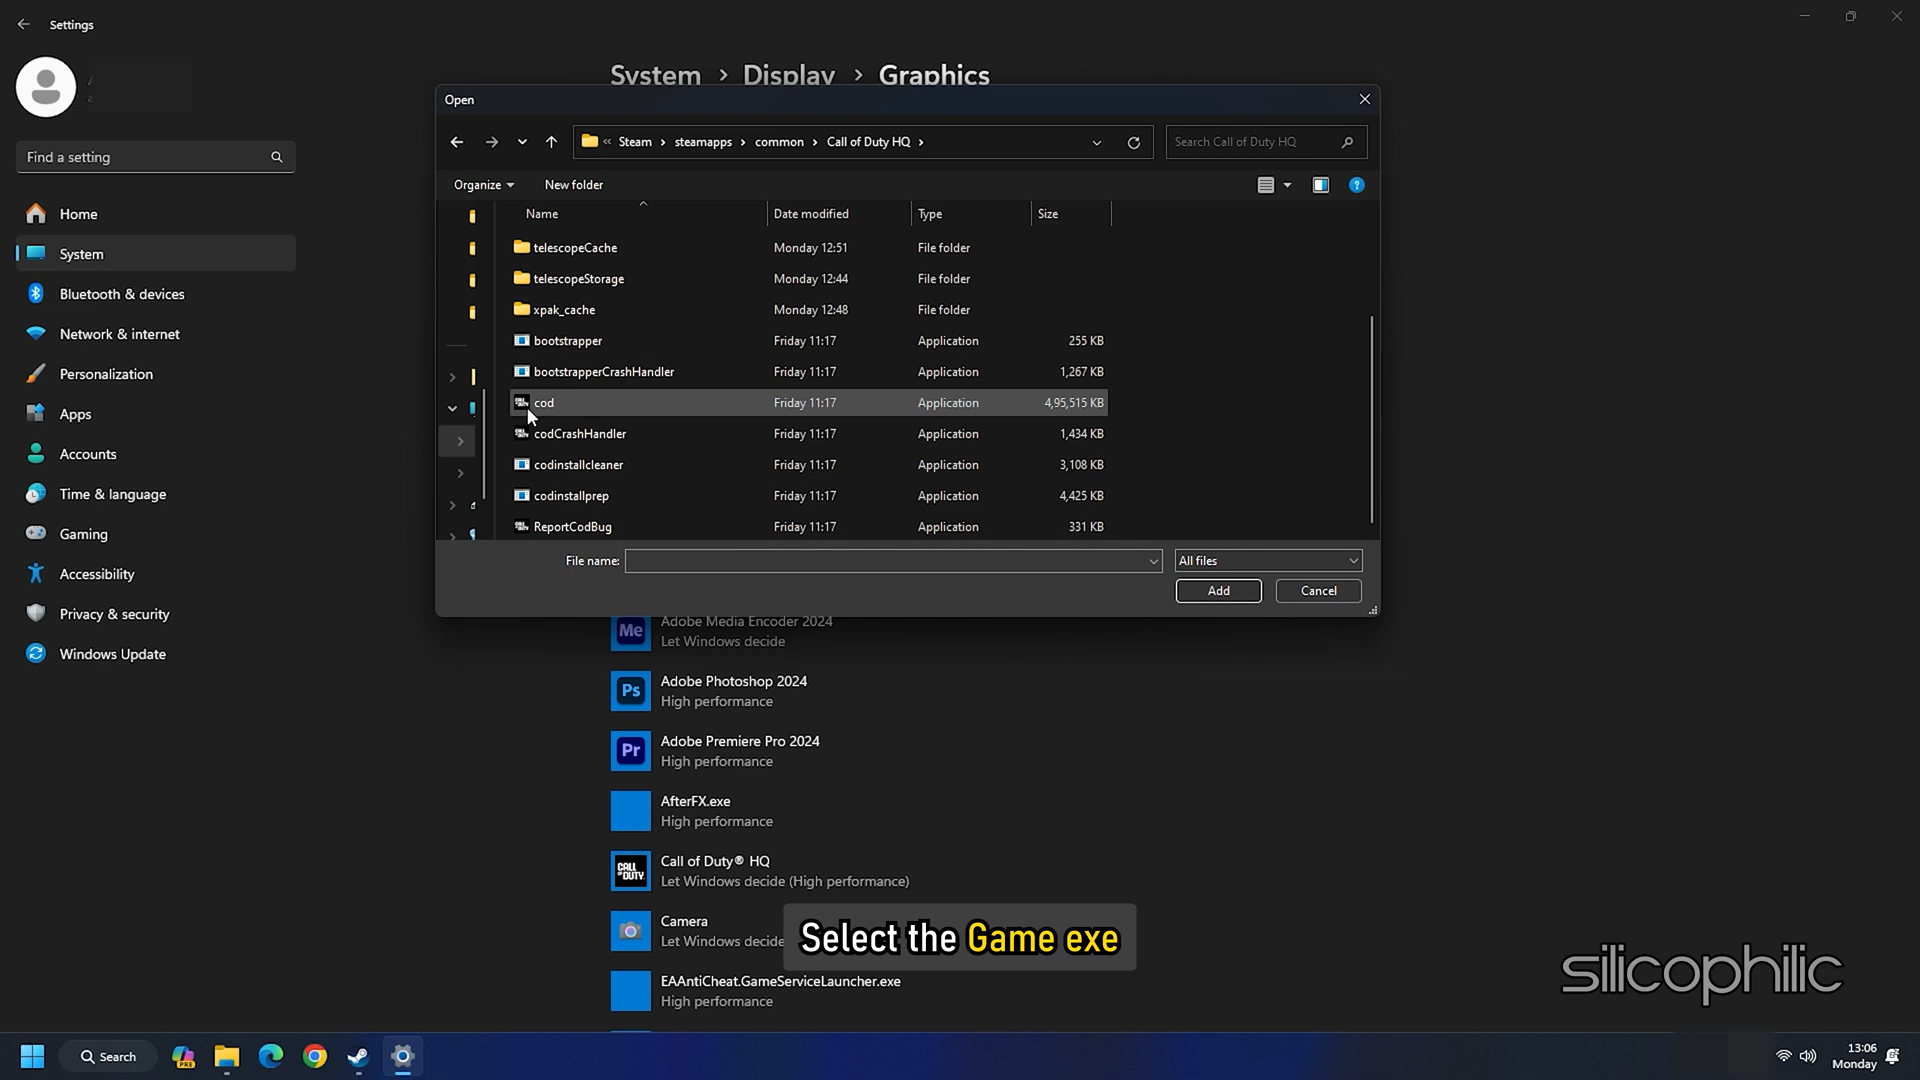 Settings
System > Display > Graphics
Open
« Steam > steamapps > common > Call of Duty HQ >
Search Call of Duty HQ
Find a setting
Organize
New folder
Name
Date modified
Type
Size
Home
System
Bluetooth & devices
Network & internet
Personalization
Apps
Accounts
Time & language
Gaming
Accessibility
Privacy & security
Windows Update
telescopeCache Monday 12:51 File folder
telescopeStorage Monday 12:44 File folder
xpak_cache Monday 12:48 File folder
bootstrapper Friday 11:17 Application 255 KB
bootstrapperCrashHandler Friday 11:17 Application 1,267 KB
cod Friday 11:17 Application 4,95,515 KB
codCrashHandler Friday 11:17 Application 1,434 KB
codinstallcleaner Friday 11:17 Application 3,108 KB
codinstallprep Friday 11:17 Application 4,425 KB
ReportCodBug Friday 11:17 Application 331 KB
File name:
All files
Add
Cancel
Me
Adobe Media Encoder 2024
Let Windows decide
Ps
Adobe Photoshop 2024
High performance
Pr
Adobe Premiere Pro 2024
High performance
AfterFX.exe
High performance
CALL OF DUTY
Call of Duty® HQ
Let Windows decide (High performance)
Camera
Let Windows decide
Select the Game exe
EAAntiCheat.GameServiceLauncher.exe
High performance
silicophilic
Search
PRE
13:06
Monday